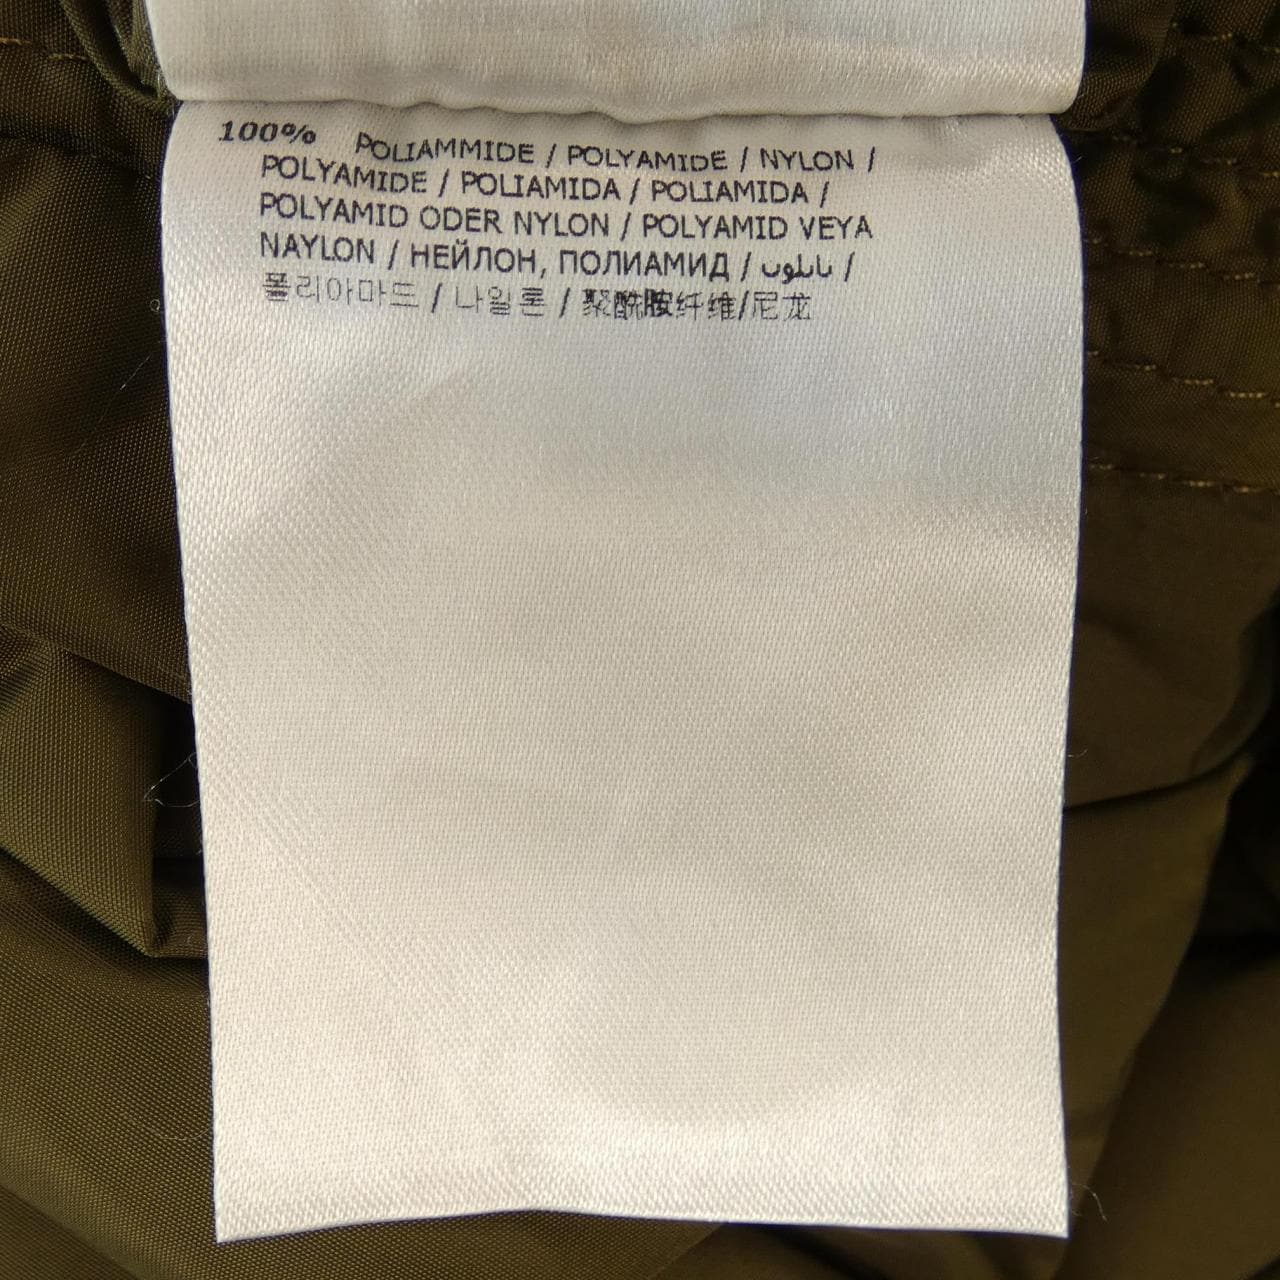 100% POLIAMMIDE / POLYAMIDE / NYLON /
POLYAMIDE / POLIAMIDA / POLIAMIDA /
POLYAMID ODER NYLON / POLYAMID VEYA
NAYLON / НЕЙЛОН, ПОЛИАМИД / نايلون /
폴리아마드 / 나일론 / 聚酰胺纤维/尼龙